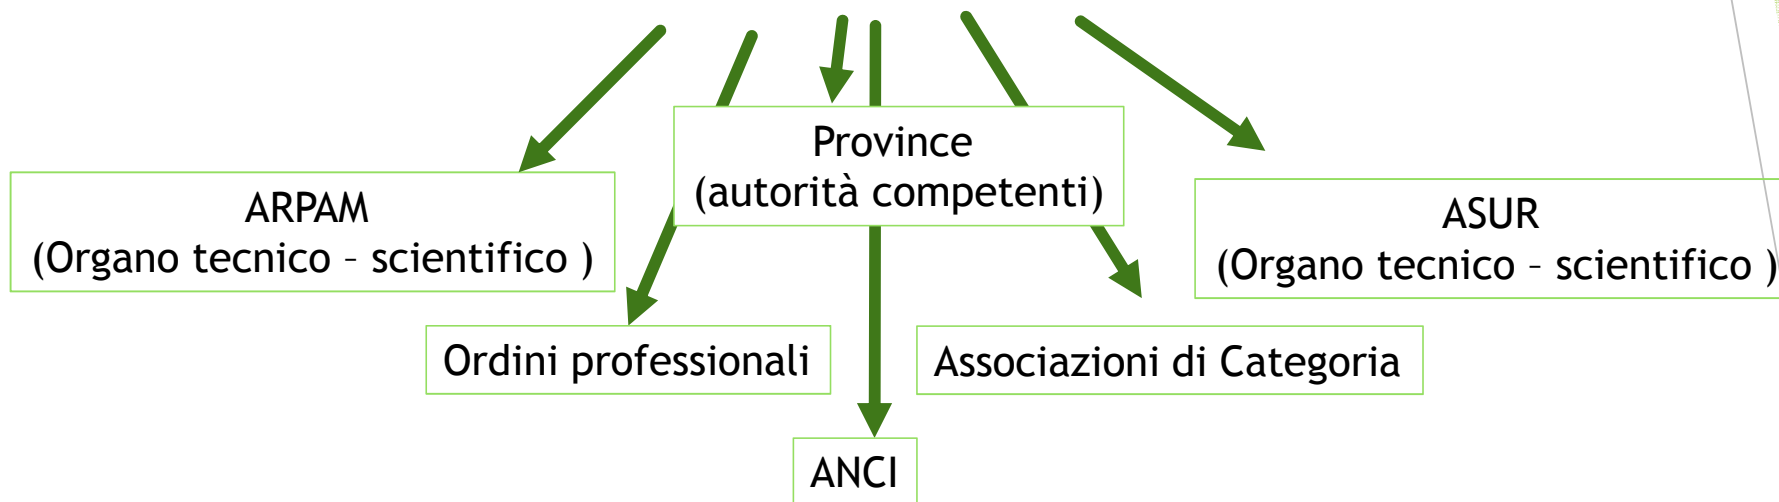 Province
(autorità competenti)
ARPAM
(Organo tecnico – scientifico )
ASUR
(Organo tecnico – scientifico )
Ordini professionali
Associazioni di Categoria
ANCI